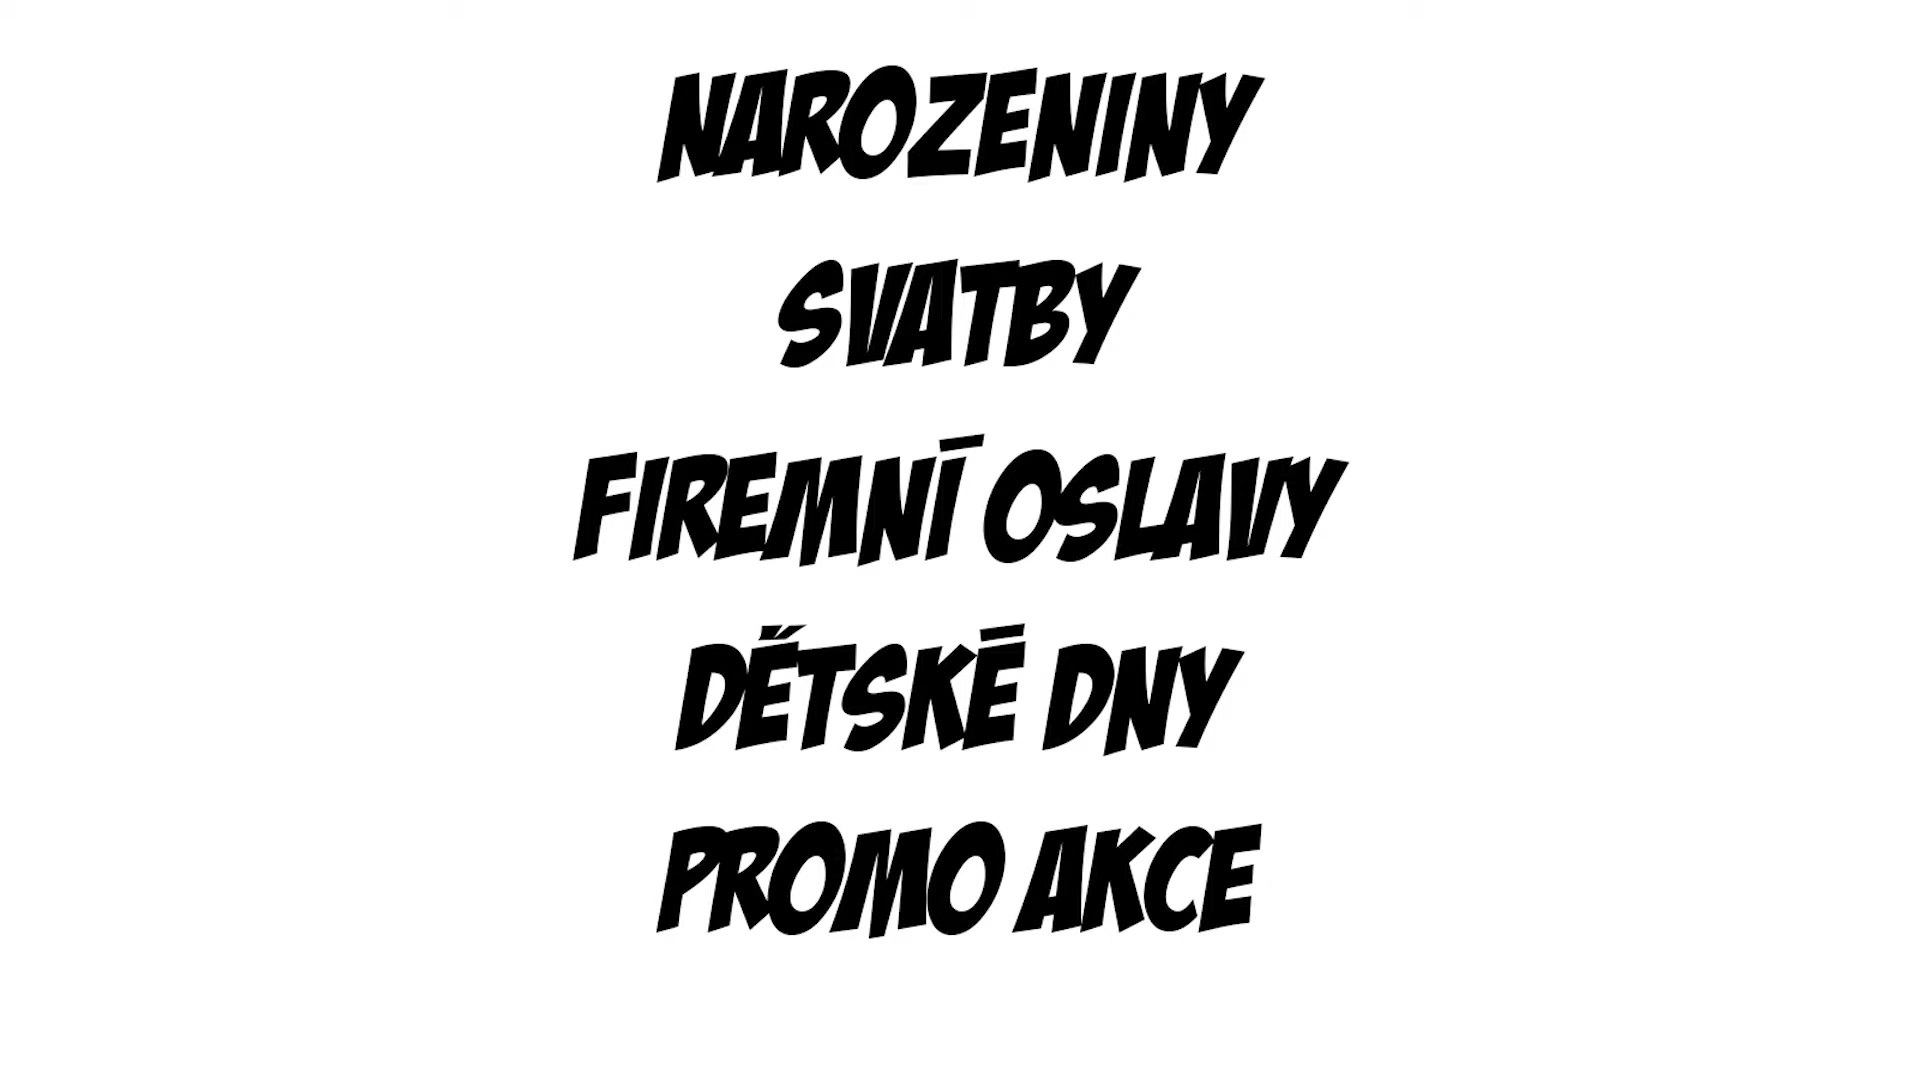 NAROZENINY
SVATBY
FIREMNÍ OSLAVY
DĚTSKÉ DNY
PROMO AKCE